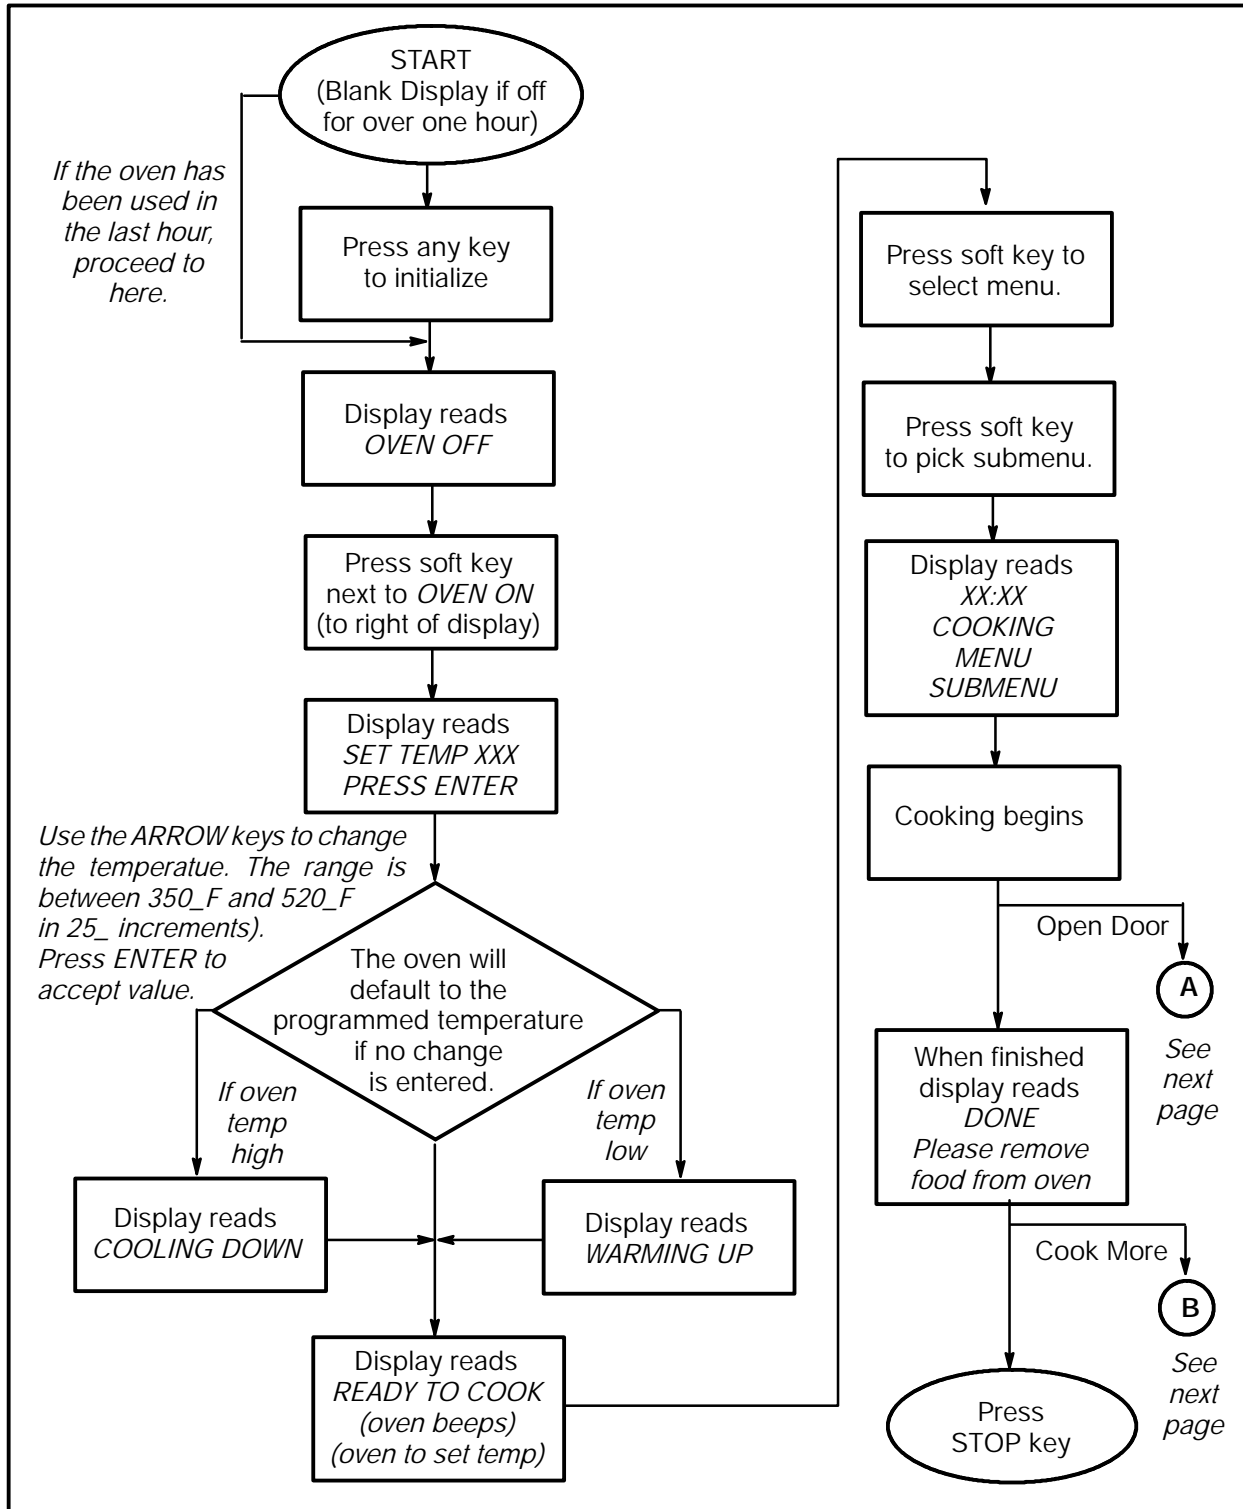 START
(Blank Display if off
for over one hour)
If the oven has
been used in
the last hour,
proceed to
here.
Press any key
to initialize
Display reads
OVEN OFF
Press soft key
next to OVEN ON
(to right of display)
Display reads
SET TEMP XXX
PRESS ENTER
Use the ARROW keys to change
the temperatue. The range is
between 350_F and 520_F
in 25_ increments).
Press ENTER to
accept value.
The oven will
default to the
programmed temperature
if no change
is entered.
If oven
temp
high
If oven
temp
low
Display reads
COOLING DOWN
Display reads
WARMING UP
Display reads
READY TO COOK
(oven beeps)
(oven to set temp)
Press soft key to
select menu.
Press soft key
to pick submenu.
Display reads
XX:XX
COOKING
MENU
SUBMENU
Cooking begins
Open Door
A
See
next
page
When finished
display reads
DONE
Please remove
food from oven
Cook More
B
See
next
page
Press
STOP key